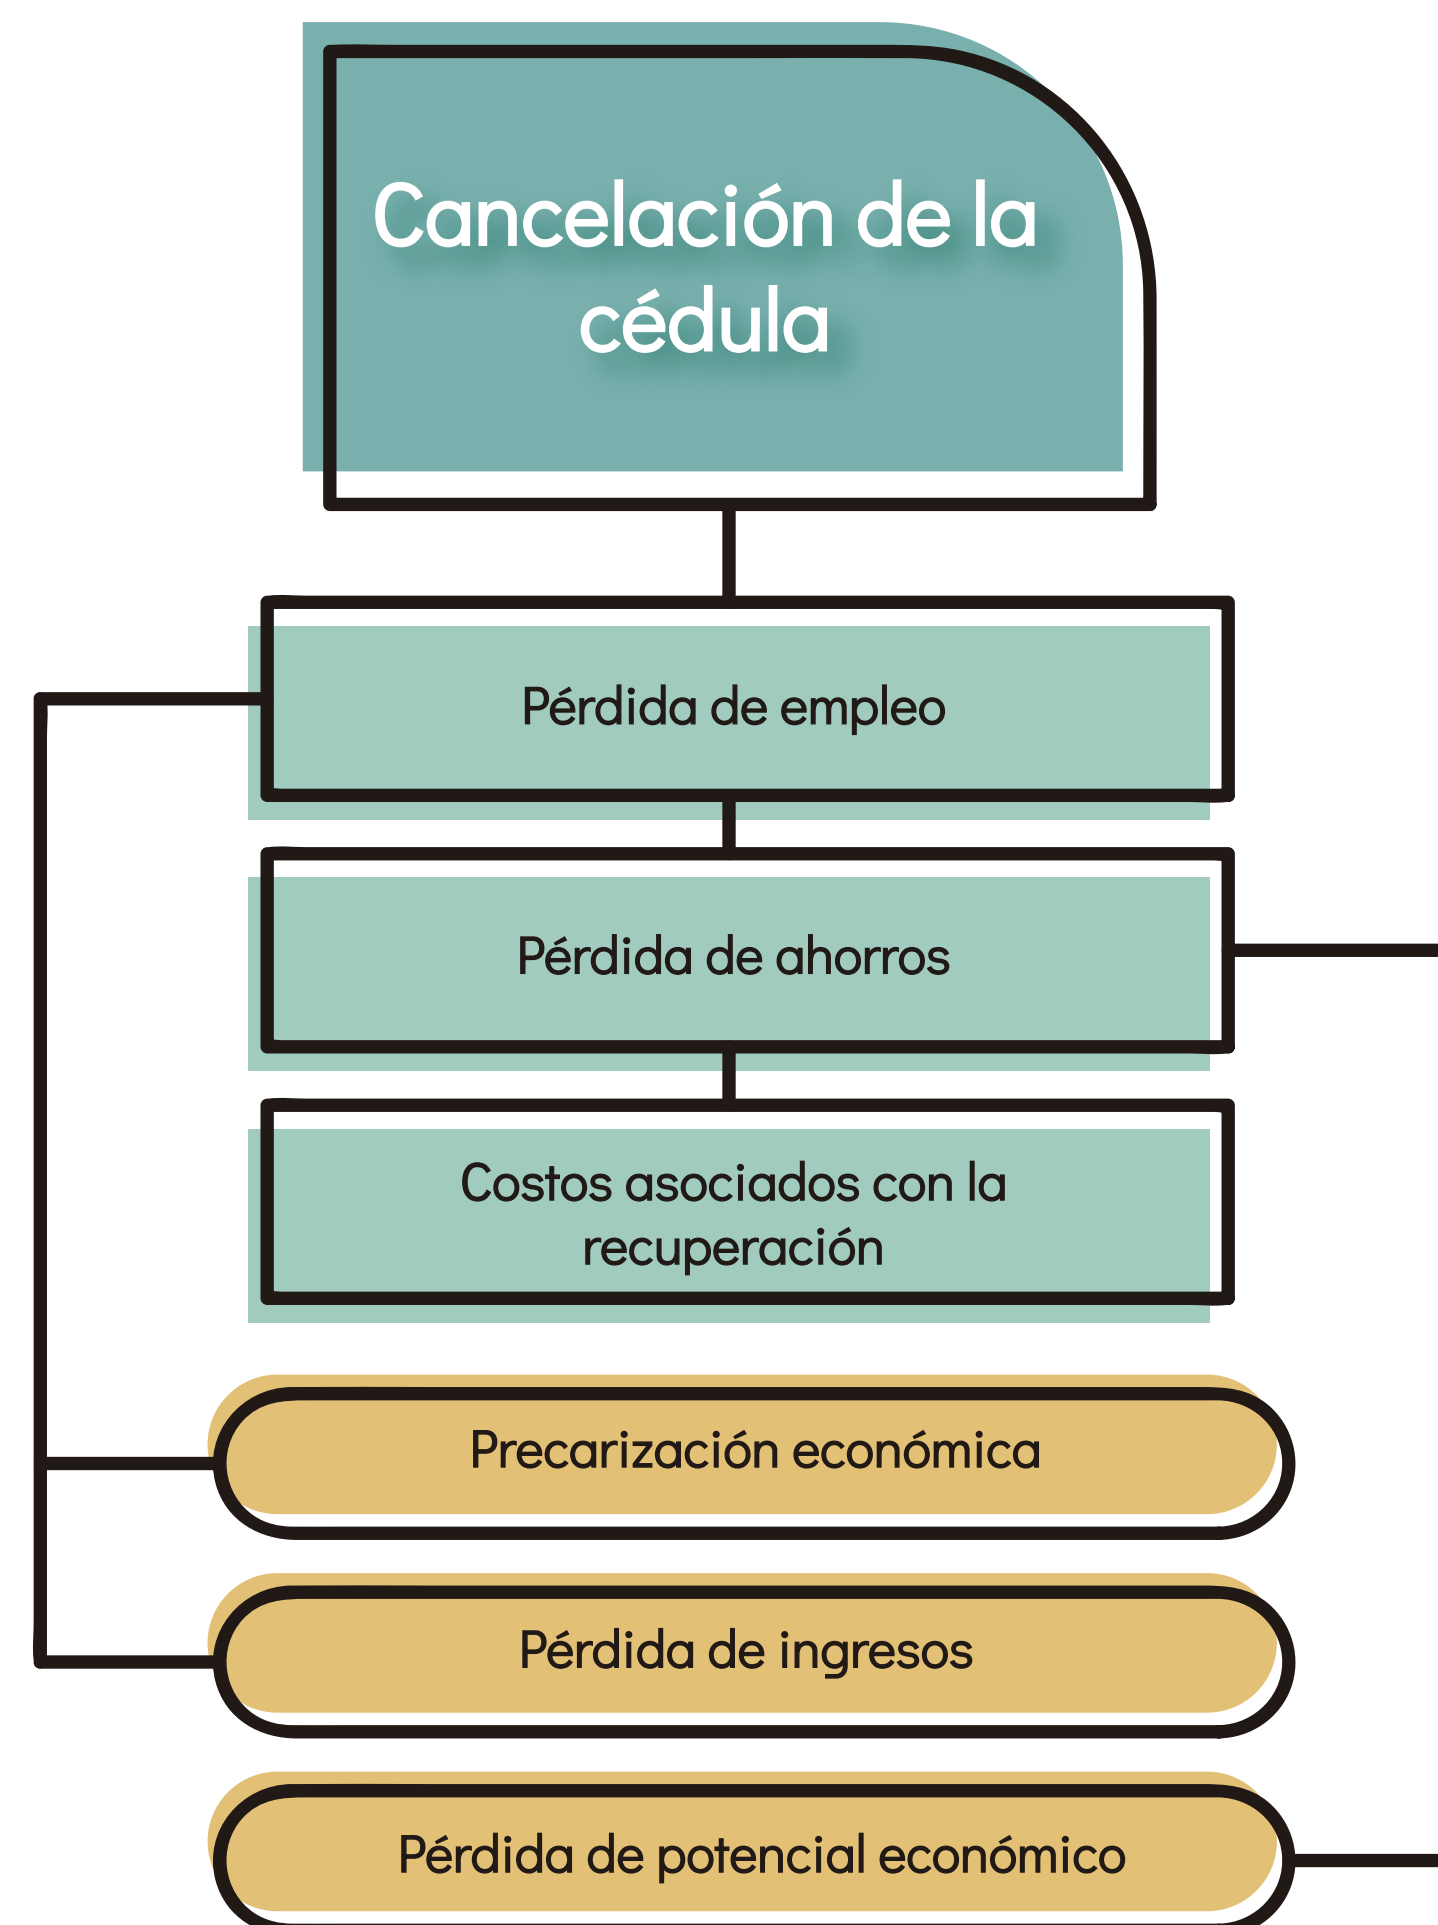 Cancelación de la
cédula
Pérdida de empleo
Pérdida de ahorros
Costos asociados con la
recuperación
Precarización económica
Pérdida de ingresos
Pérdida de potencial económico